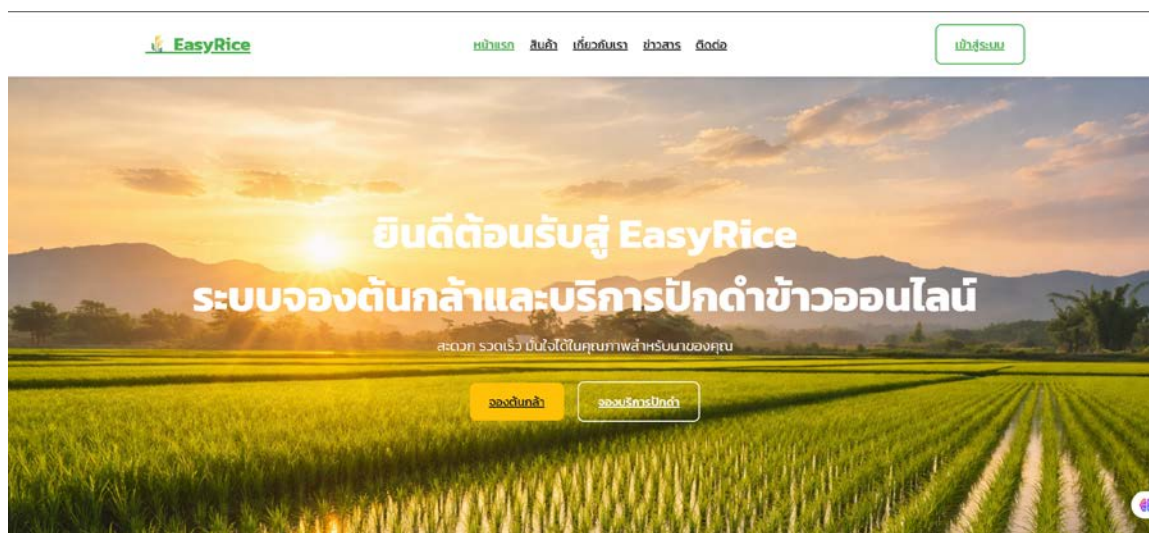 EasyRice
หน้าแรก สินค้า เกี่ยวกับเรา ข่าวสาร ติดต่อ
เข้าสู่ระบบ
ยินดีต้อนรับสู่ EasyRice
ระบบจองต้นกล้าและบริการปักดำข้าวออนไลน์
สะดวก รวดเร็ว มั่นใจได้ในคุณภาพสำหรับนาของคุณ
จองต้นกล้า
จองบริการปักดำ